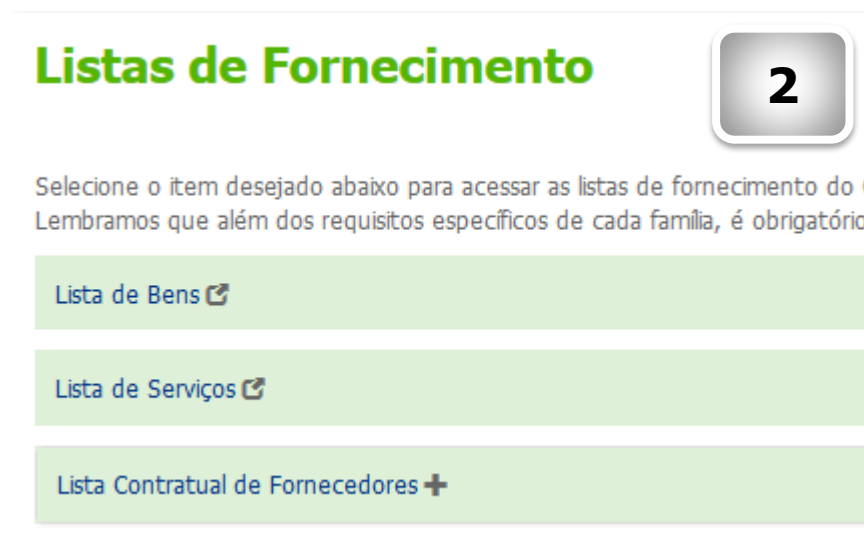 Listas de Fornecimento
2
Selecione o item desejado abaixo para acessar as listas de fornecimento do
Lembramos que além dos requisitos específicos de cada família, é obrigatório
Lista de Bens
Lista de Serviços
Lista Contratual de Fornecedores